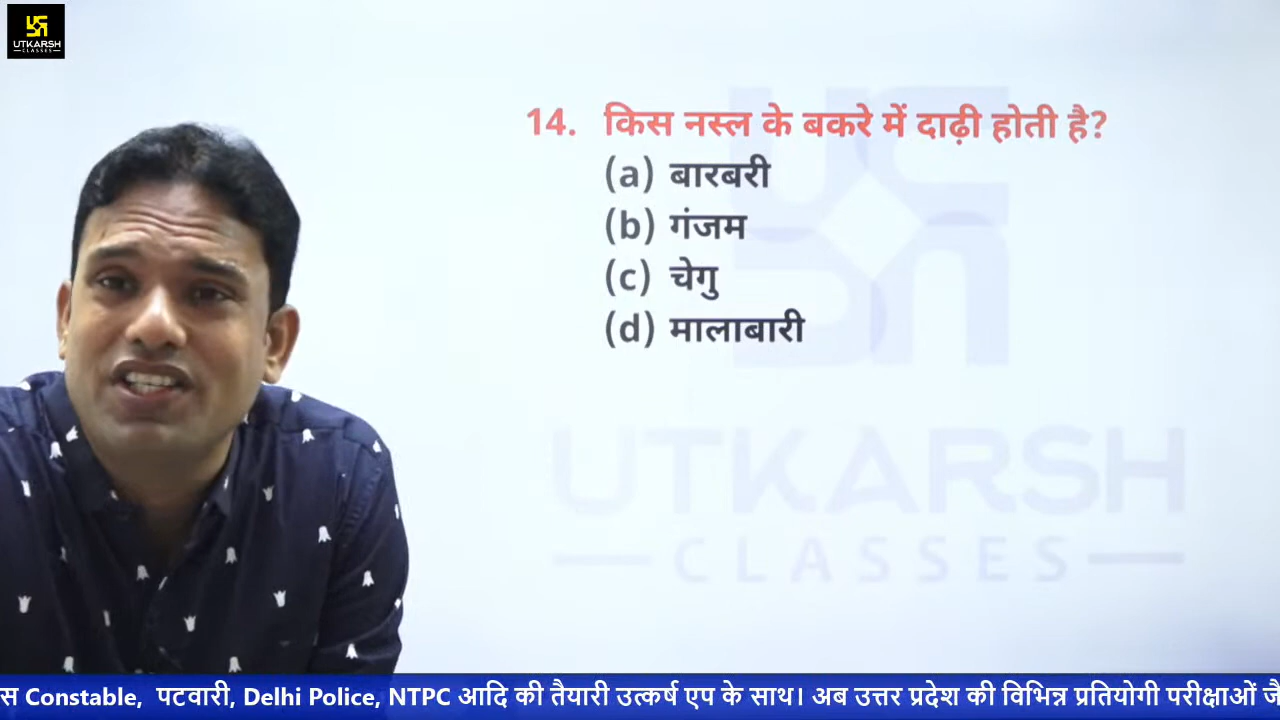 UTKARSH
CLASSES
14. किस नस्ल के बकरे में दाढ़ी होती है?
(a) बारबरी
(b) गंजम
(c) चेगु
(d) मालाबारी
UTKARSH
CLASSES
स Constable, पटवारी, Delhi Police, NTPC आदि की तैयारी उत्कर्ष एप के साथ। अब उत्तर प्रदेश की विभिन्न प्रतियोगी परीक्षाओं जै